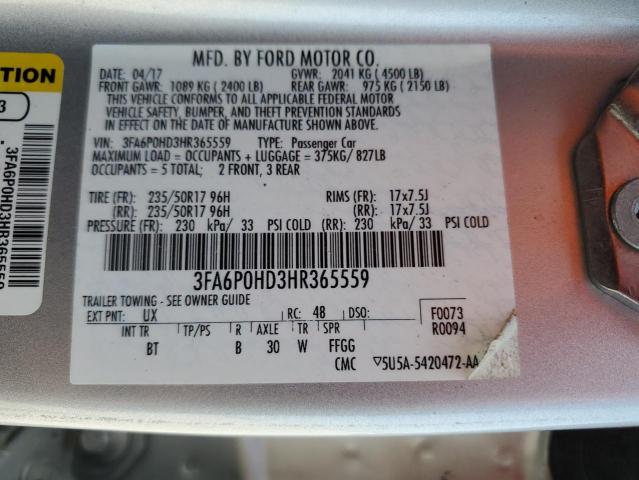 MFD. BY FORD MOTOR CO.
DATE: 04/17 GVWR: 2041 KG ( 4500 LB)
FRONT GAWR: 1089 KG ( 2400 LB) REAR GAWR: 975 KG ( 2150 LB)
THIS VEHICLE CONFORMS TO ALL APPLICABLE FEDERAL MOTOR
VEHICLE SAFETY, BUMPER, AND THEFT PREVENTION STANDARDS
IN EFFECT ON THE DATE OF MANUFACTURE SHOWN ABOVE.
VIN: 3FA6P0HD3HR365559 TYPE: Passenger Car
MAXIMUM LOAD = OCCUPANTS + LUGGAGE = 375KG/ 827LB
OCCUPANTS = 5 TOTAL; 2 FRONT, 3 REAR
TIRE (FR): 235/50R17 96H RIMS (FR): 17x7.5J
(RR): 235/50R17 96H (RR): 17x7.5J
PRESSURE (FR): 230 kPa/ 33 PSI COLD (RR): 230 kPa/ 33 PSI COLD
3FA6P0HD3HR365559
TRAILER TOWING - SEE OWNER GUIDE
EXT PNT: UX RC: 48 DSO: F0073
R0094
INT TR TP/PS R AXLE TR SPR
BT B 30 W FFGG
CMC ▽5U5A-5420472-AA
3FA6P0HD3HR365559